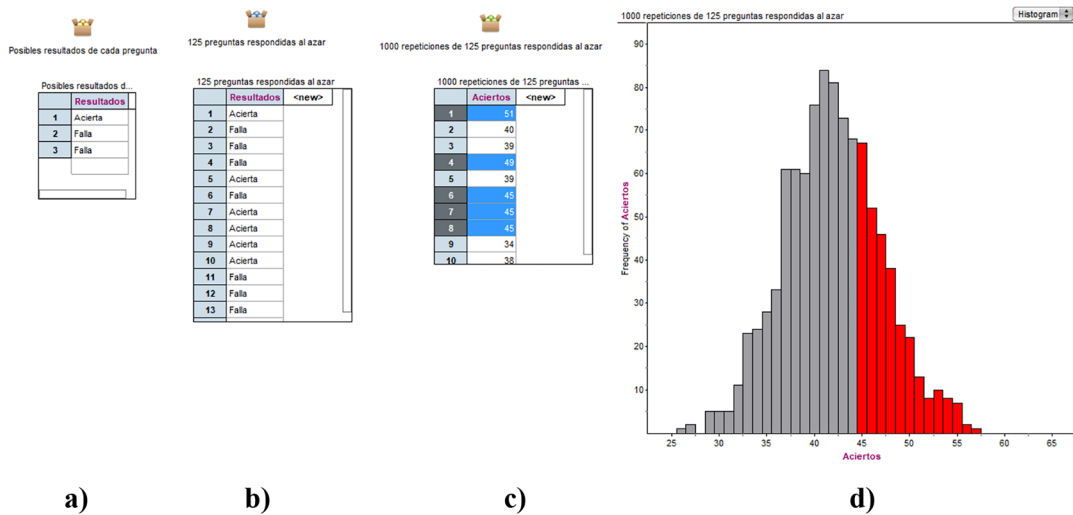 Posibles resultados de cada pregunta
Posibles resultados d...
Resultados
1 Acierta
2 Falla
3 Falla
a)
125 preguntas respondidas al azar
125 preguntas respondidas al azar
Resultados <new>
1 Acierta
2 Falla
3 Falla
4 Falla
5 Acierta
6 Falla
7 Acierta
8 Acierta
9 Acierta
10 Acierta
11 Falla
12 Falla
13 Falla
b)
1000 repeticiones de 125 preguntas respondidas al azar
1000 repeticiones de 125 preguntas ...
Aciertos <new>
1 51
2 40
3 39
4 49
5 39
6 45
7 45
8 45
9 34
10 38
c)
1000 repeticiones de 125 preguntas respondidas al azar
Histogram
Frequency of Aciertos
90
80
70
60
50
40
30
20
10
25 30 35 40 45 50 55 60 65
Aciertos
d)